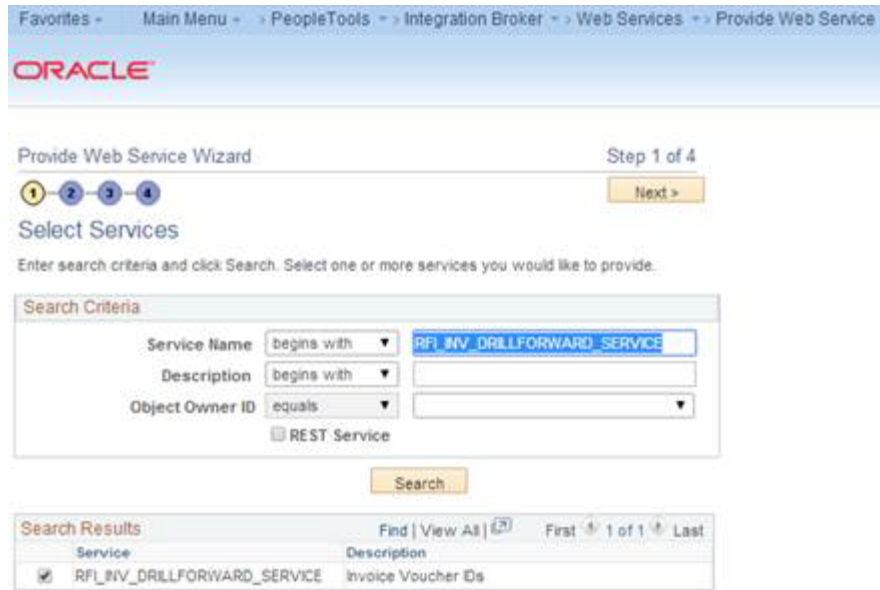 Favorites Main Menu > PeopleTools > Integration Broker > Web Services > Provide Web Service
ORACLE
Provide Web Service Wizard Step 1 of 4
1 2 3 4 Next >
Select Services
Enter search criteria and click Search. Select one or more services you would like to provide.
Search Criteria
Service Name begins with RFI_INV_DRILLFORWARD_SERVICE
Description begins with
Object Owner ID equals
REST Service
Search
Search Results Find | View All | First 1 of 1 Last
Service Description
RFI_INV_DRILLFORWARD_SERVICE Invoice Voucher IDs